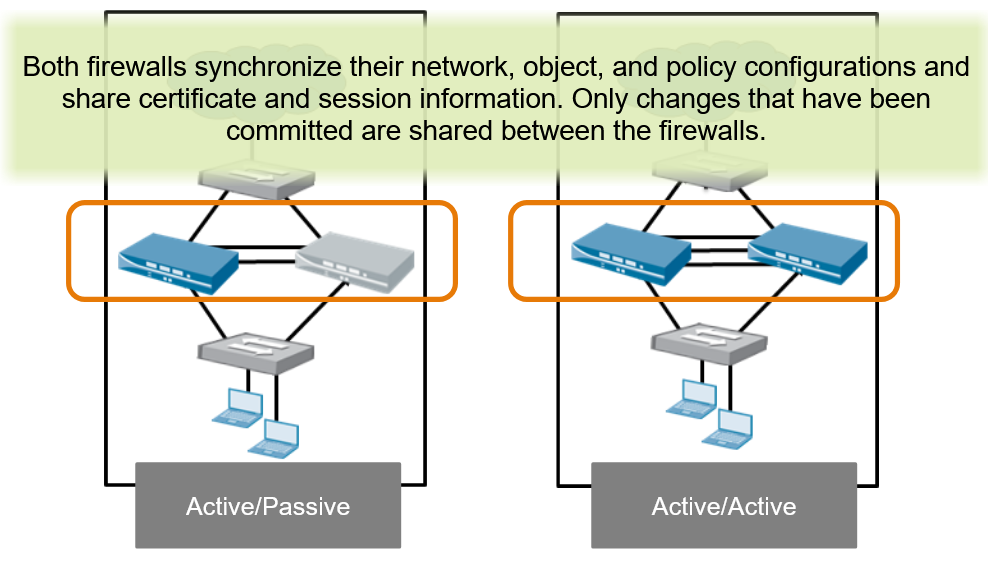 Both firewalls synchronize their network, object, and policy configurations and
share certificate and session information. Only changes that have been
committed are shared between the firewalls.
Active/Passive
Active/Active